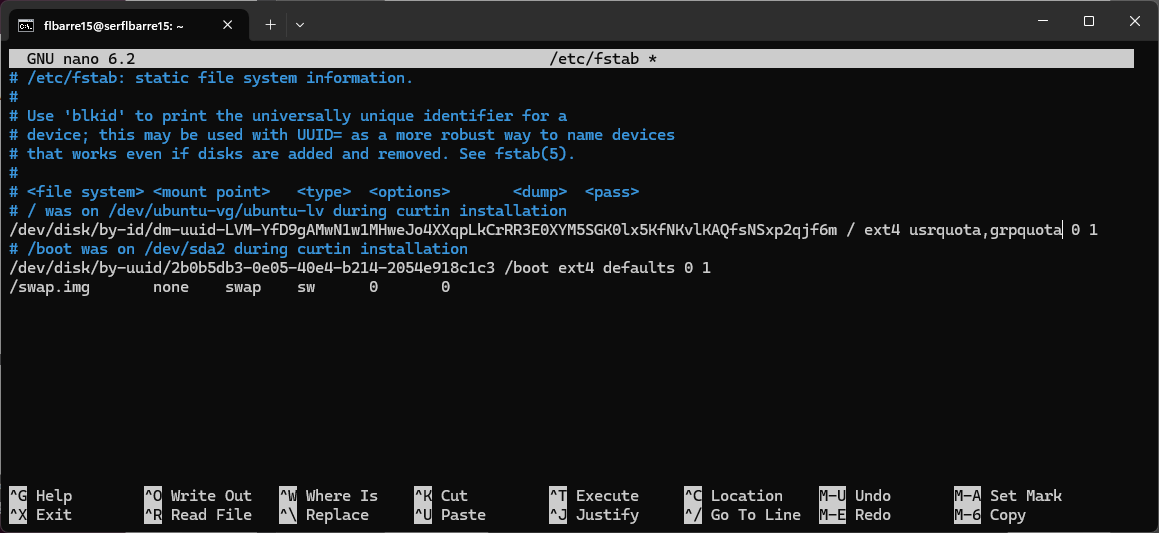 flbarre15@serflbarre15: ~
GNU nano 6.2 /etc/fstab *
# /etc/fstab: static file system information.
#
# Use 'blkid' to print the universally unique identifier for a
# device; this may be used with UUID= as a more robust way to name devices
# that works even if disks are added and removed. See fstab(5).
#
# <file system> <mount point>   <type>  <options>       <dump>  <pass>
# / was on /dev/ubuntu-vg/ubuntu-lv during curtin installation
/dev/disk/by-id/dm-uuid-LVM-YfD9gAMwN1w1MHweJo4XXqpLkCrRR3E0XYM5SGK0lx5KfNKvlKAQfsNSxp2qjf6m / ext4 usrquota,grpquota 0 1
# /boot was on /dev/sda2 during curtin installation
/dev/disk/by-uuid/2b0b5db3-0e05-40e4-b214-2054e918c1c3 /boot ext4 defaults 0 1
/swap.img       none    swap    sw      0       0
^G Help ^O Write Out ^W Where Is ^K Cut ^T Execute ^C Location M-U Undo M-A Set Mark
^X Exit ^R Read File ^\ Replace ^U Paste ^J Justify ^/ Go To Line M-E Redo M-6 Copy